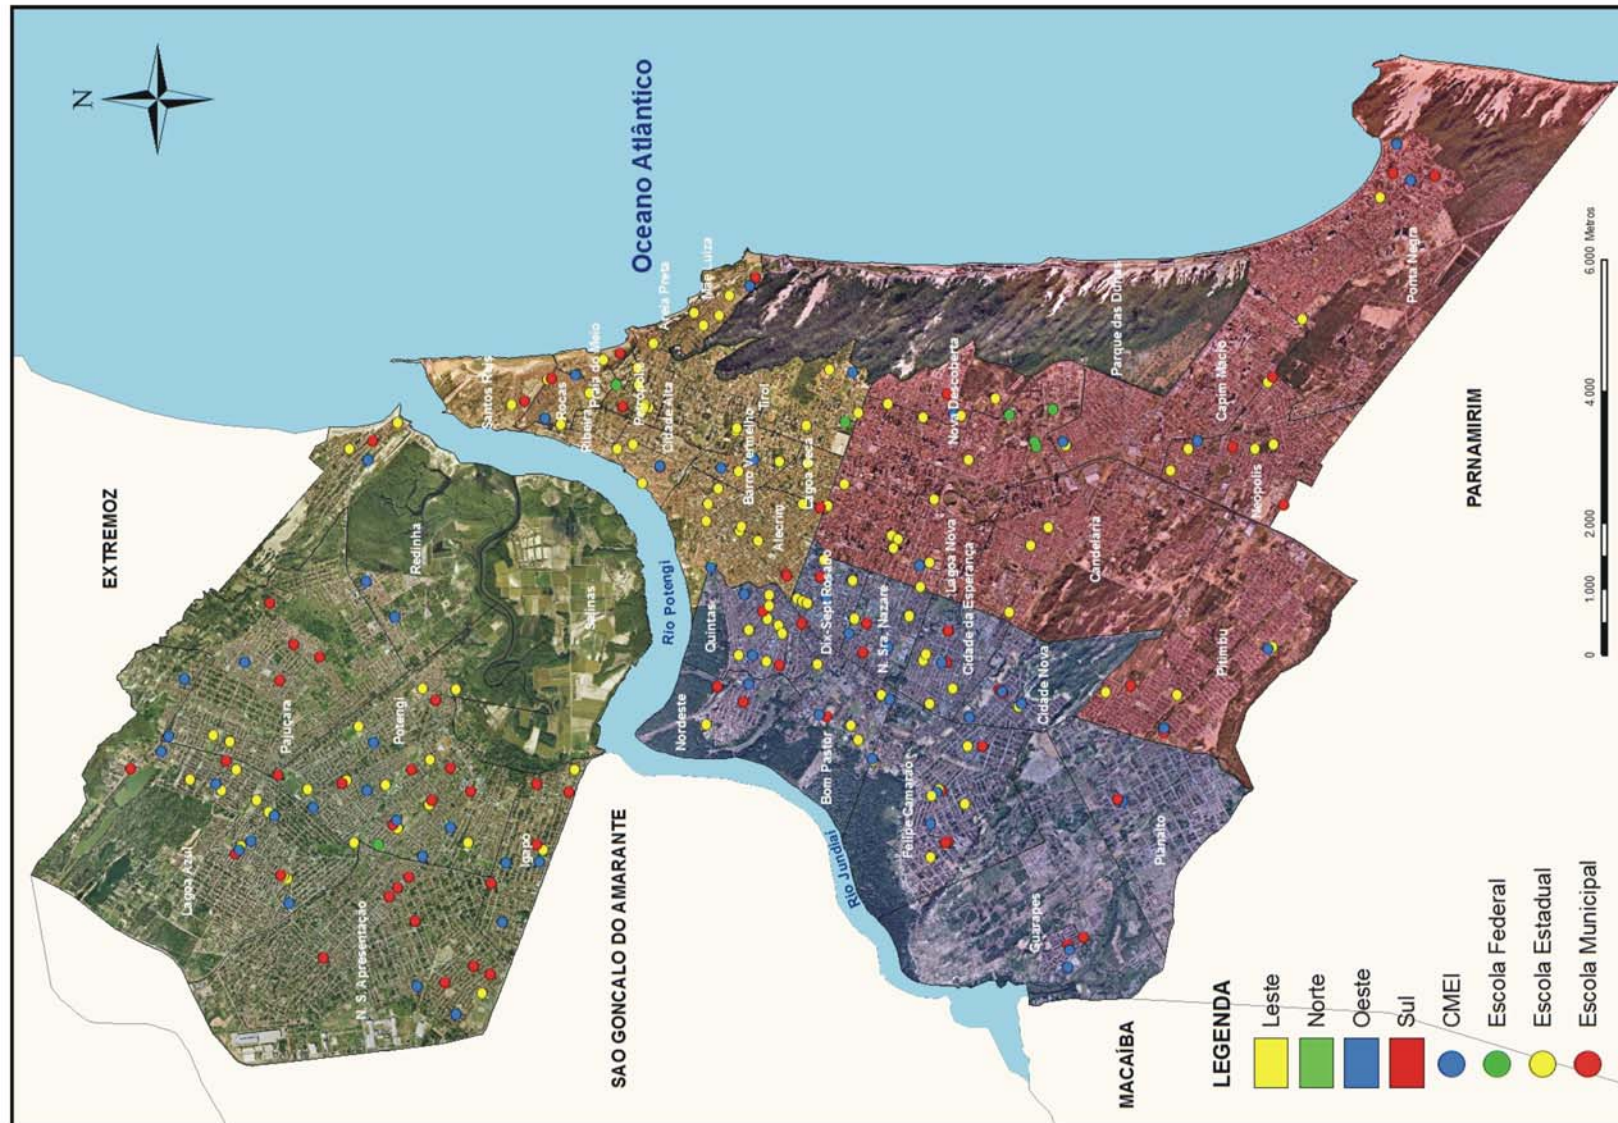 N
EXTREMOZ
Oceano Atlântico
Redinha
Santos Reis
Rocas
Ribeira
Praia do Meio
Areia Preta
Mãe Luiza
Petrópolis
Cidade Alta
Salinas
Rio Potengi
Pajuçara
Potengi
Lagoa Azul
N. S. Apresentação
Igapó
SAO GONCALO DO AMARANTE
Tirol
Barro Vermelho
Lagoa Seca
Alecrim
Quintas
Nordeste
Dix-Sept Rosado
N. Sra. Nazare
Bom Pastor
Nova Descoberta
Parque das Dunas
Lagoa Nova
Cidade da Esperança
Candelária
Cidade Nova
Felipe Camarão
Rio Jundiaí
Guarapes
Planalto
Capim Macio
Neopolis
Ponta Negra
Pitimbu
PARNAMIRIM
MACAÍBA
0 1.000 2.000 4.000 6.000 Metros
LEGENDA
Leste
Norte
Oeste
Sul
CMEI
Escola Federal
Escola Estadual
Escola Municipal